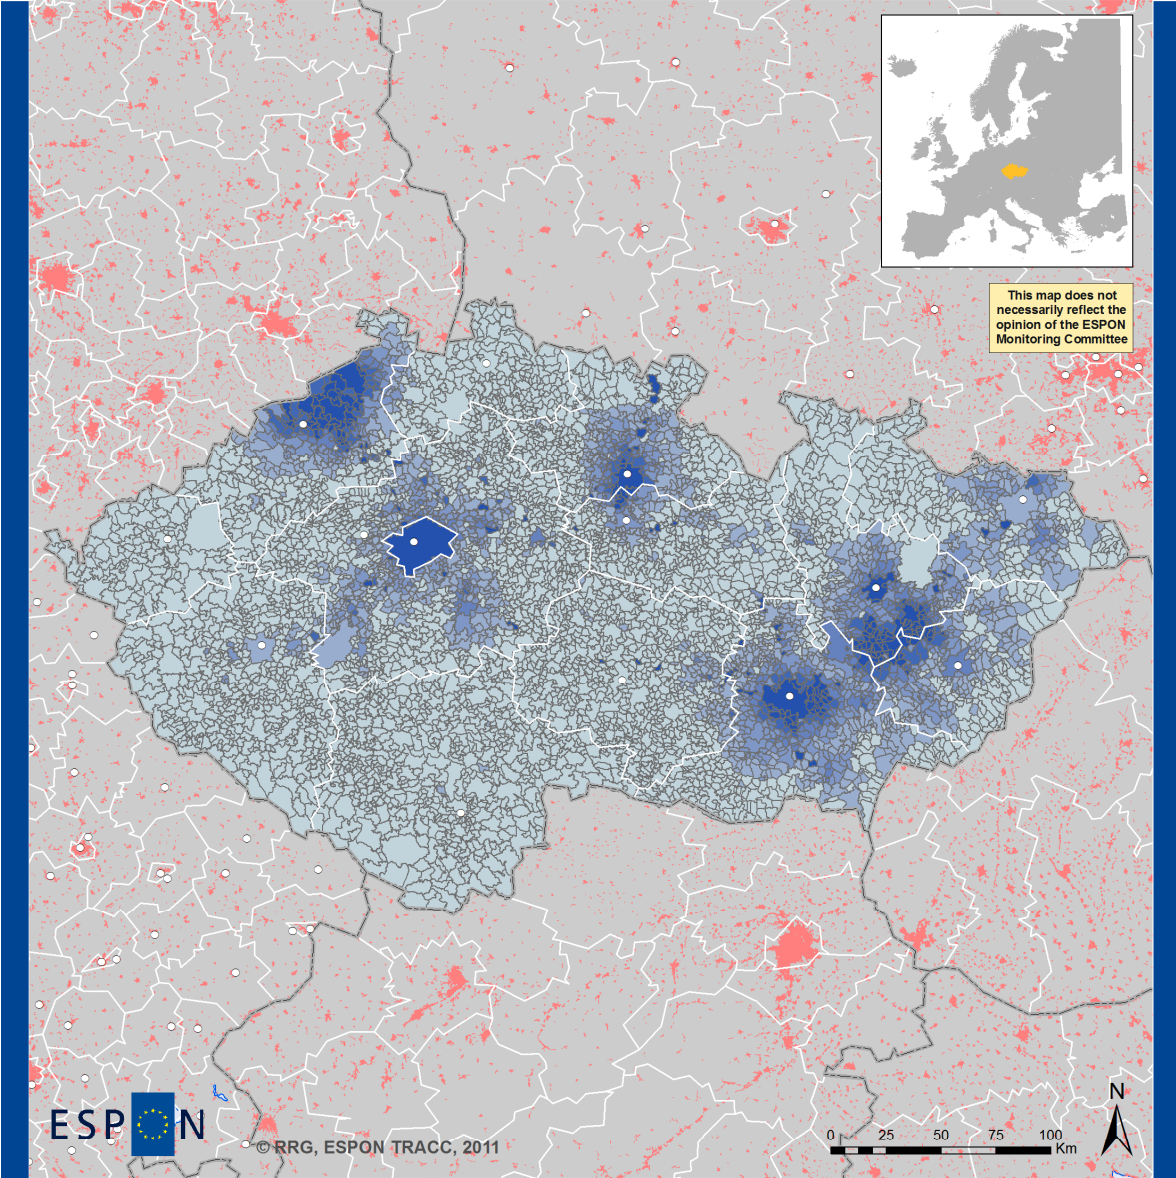 This map does not
necessarily reflect the
opinion of the ESPON
Monitoring Committee
ESPON
© RRG, ESPON TRACC, 2011
N
0 25 50 75 100
Km